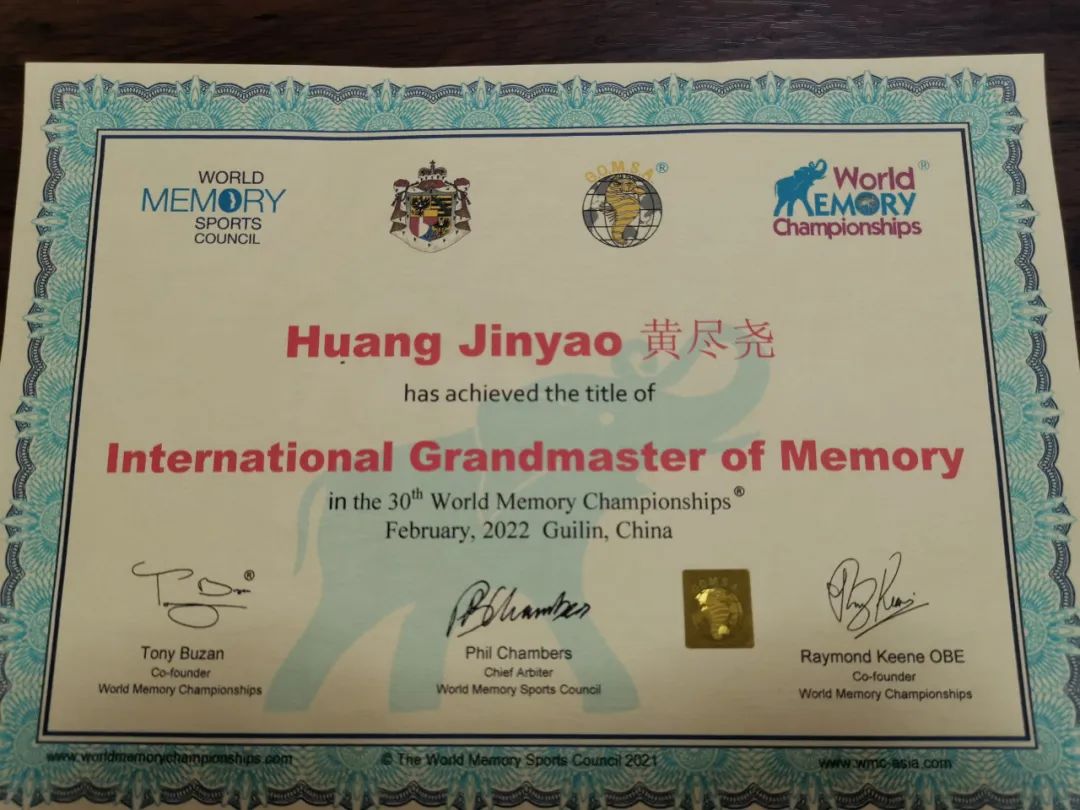 WORLD
MEMORY
SPORTS
COUNCIL
GOMSA®
World ®
MEMORY
Championships
Huang Jinyao 黄尽尧
has achieved the title of
International Grandmaster of Memory
in the 30th World Memory Championships®
February, 2022 Guilin, China
®
Tony Buzan
Co-founder
World Memory Championships
Phil Chambers
Chief Arbiter
World Memory Sports Council
GOMSA
Raymond Keene OBE
Co-founder
World Memory Championships
www.worldmemorychampionships.com
© The World Memory Sports Council 2021
www.wmc-asia.com